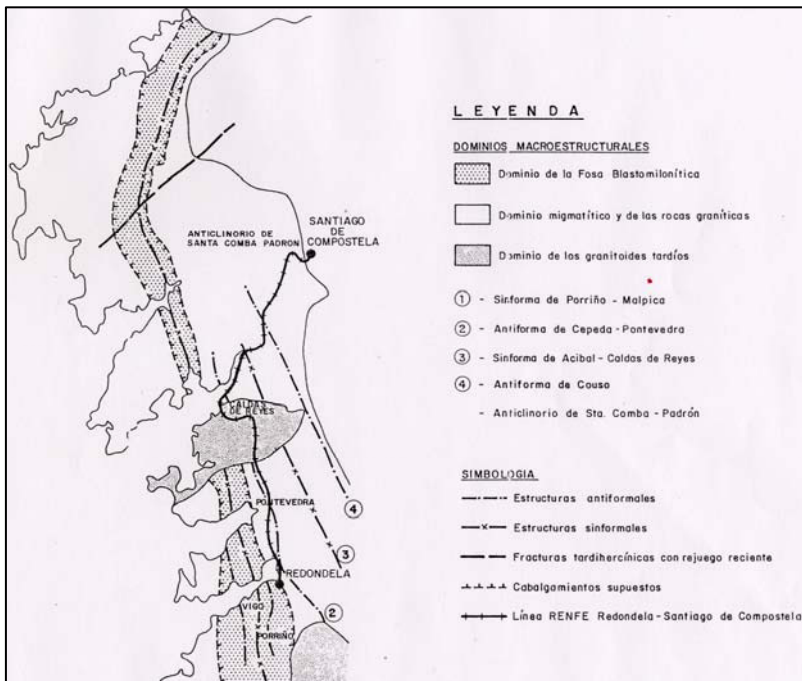 ANTICLINORIO DE
SANTA COMBA PADRON
SANTIAGO
DE
COMPOSTELA
CALDAS
DE REYES
PONTEVEDRA
4
3
REDONDELA
VIGO
2
PORRIÑO
LEYENDA
DOMINIOS MACROESTRUCTURALES
Dominio de la Fosa Blastomilonítica
Dominio migmatítico y de las rocas graníticas
Dominio de los granitoides tardíos
1 - Sinforma de Porriño - Malpica
2 - Antiforma de Cepeda - Pontevedra
3 - Sinforma de Acibal - Caldas de Reyes
4 - Antiforma de Couso
- Anticlinorio de Sta. Comba - Padrón
SIMBOLOGIA
Estructuras antiformales
Estructuras sinformales
Fracturas tardihercínicas con rejuego reciente
Cabalgamientos supuestos
Línea RENFE Redondela - Santiago de Compostela